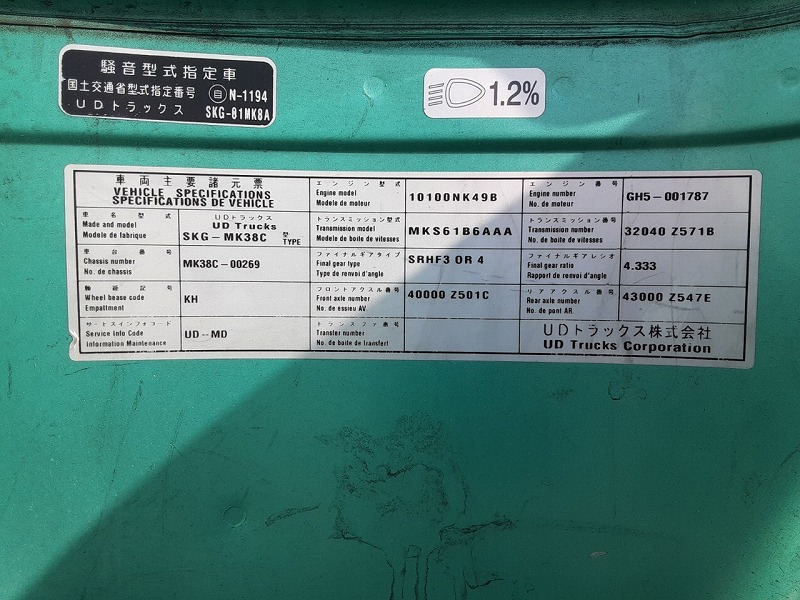 騒音型式指定車
国土交通省型式指定番号 自 N-1194
UDトラックス SKG-01MK8A
1.2%
車両主要諸元票
VEHICLE SPECIFICATIONS
SPECIFICATIONS DE VEHICLE
エンジン型式
Engine model
Modele de moteur
10100NK49B
エンジン番号
Engine number
No. de moteur
GH5-001787
車名型式
Made and model
Modele de fabrique
UDトラックス
UD Trucks
SKG-MK38C 型 TYPE
トランスミッション型式
Transmission model
Modele de boite de vitesses
MKS61B6AAA
トランスミッション番号
Transmission number
No. de boite de vitesses
32040 Z571B
車台番号
Chassis number
No. de chassis
MK38C-00269
ファイナルギアタイプ
Final gear type
Type de renvoi d'angle
SRHF3 OR 4
ファイナルギアレシオ
Final gear ratio
Rapport de renvoi d'angle
4.333
軸距記号
Wheel base code
Empattment
KH
フロントアクスル番号
Front axle number
No. de essieu AV
40000 Z501C
リアアクスル番号
Rear axle number
No. de pont AR.
43000 Z547E
サービスインフォコード
Service Info Code
Information Maintenance
UD-MD
トランスファ番号
Transfer number
No. de boite de transfert
UDトラックス株式会社
UD Trucks Corporation